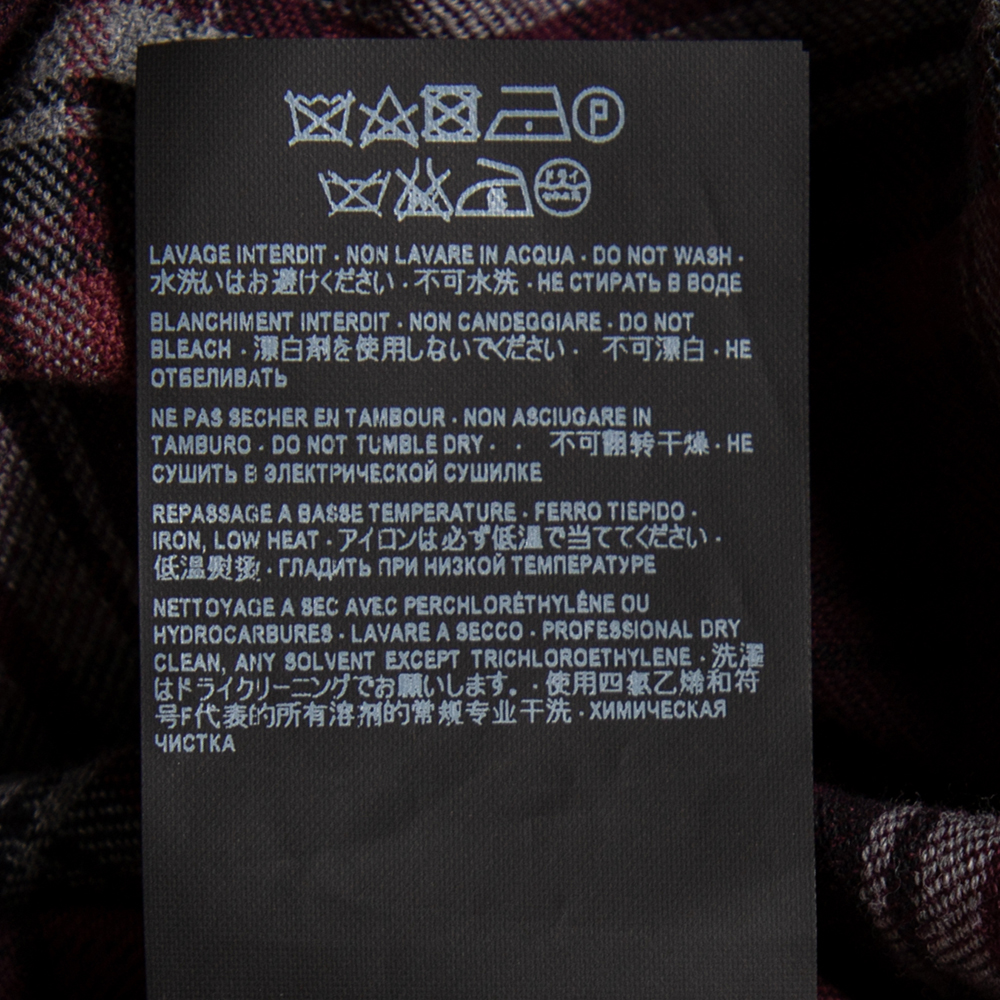 P
ドライ
LAVAGE INTERDIT · NON LAVARE IN ACQUA · DO NOT WASH ·
水洗いはお避けください · 不可水洗 · НЕ СТИРАТЬ В ВОДЕ
BLANCHIMENT INTERDIT · NON CANDEGGIARE · DO NOT
BLEACH · 漂白剤を使用しないでください · 不可漂白 · НЕ
ОТБЕЛИВАТЬ
NE PAS SECHER EN TAMBOUR · NON ASCIUGARE IN
TAMBURO · DO NOT TUMBLE DRY · · 不可翻转干燥 · НЕ
СУШИТЬ В ЭЛЕКТРИЧЕСКОЙ СУШИЛКЕ
REPASSAGE A BASSE TEMPERATURE · FERRO TIEPIDO ·
IRON, LOW HEAT · アイロンは必ず低温で当ててください ·
低温熨烫 · ГЛАДИТЬ ПРИ НИЗКОЙ ТЕМПЕРАТУРЕ
NETTOYAGE A SEC AVEC PERCHLORÉTHYLÈNE OU
HYDROCARBURES · LAVARE A SECCO · PROFESSIONAL DRY
CLEAN, ANY SOLVENT EXCEPT TRICHLOROETHYLENE · 洗濯
はドライクリーニングでお願いします。 · 使用四氯乙烯和符
号F代表的所有溶剂的常规专业干洗 · ХИМИЧЕСКАЯ
ЧИСТКА